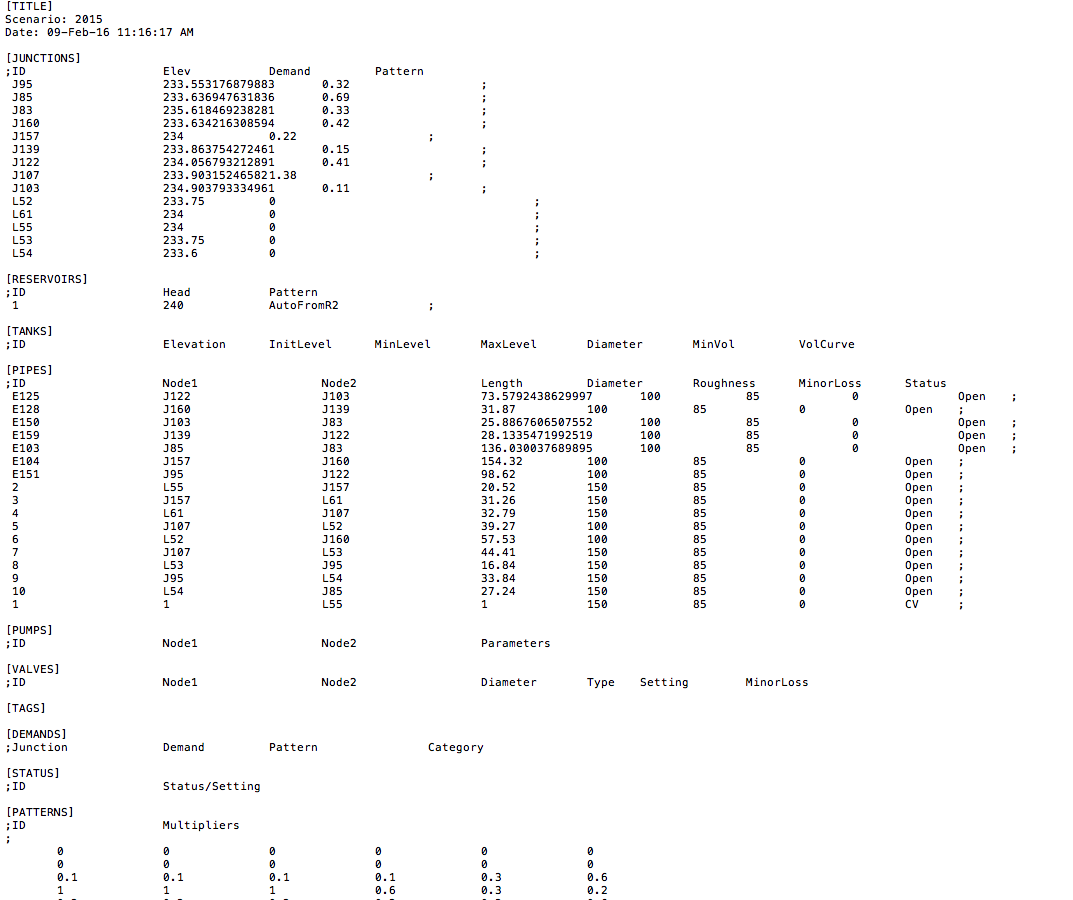 [TITLE]
Scenario: 2015
Date: 09-Feb-16 11:16:17 AM
[JUNCTIONS]
;ID Elev Demand Pattern
J95 233.553176879883 0.32 ;
J85 233.636947631836 0.69 ;
J83 235.618469238281 0.33 ;
J160 233.634216308594 0.42 ;
J157 234 0.22 ;
J139 233.863754272461 0.15 ;
J122 234.056793212891 0.41 ;
J107 233.903152465821.38 ;
J103 234.903793334961 0.11 ;
L52 233.75 0 ;
L61 234 0 ;
L55 234 0 ;
L53 233.75 0 ;
L54 233.6 0 ;
[RESERVOIRS]
;ID Head Pattern
1 240 AutoFromR2 ;
[TANKS]
;ID Elevation InitLevel MinLevel MaxLevel Diameter MinVol VolCurve
[PIPES]
;ID Node1 Node2 Length Diameter Roughness MinorLoss Status
E125 J122 J103 73.5792438629997 100 85 0 Open ;
E128 J160 J139 31.87 100 85 0 Open ;
E150 J103 J83 25.8867606507552 100 85 0 Open ;
E159 J139 J122 28.1335471992519 100 85 0 Open ;
E103 J85 J83 136.030037689895 100 85 0 Open ;
E104 J157 J160 154.32 100 85 0 Open ;
E151 J95 J122 98.62 100 85 0 Open ;
2 L55 J157 20.52 150 85 0 Open ;
3 J157 L61 31.26 150 85 0 Open ;
4 L61 J107 32.79 150 85 0 Open ;
5 J107 L52 39.27 100 85 0 Open ;
6 L52 J160 57.53 100 85 0 Open ;
7 J107 L53 44.41 150 85 0 Open ;
8 L53 J95 16.84 150 85 0 Open ;
9 J95 L54 33.84 150 85 0 Open ;
10 L54 J85 27.24 150 85 0 Open ;
1 1 L55 1 150 85 0 CV ;
[PUMPS]
;ID Node1 Node2 Parameters
[VALVES]
;ID Node1 Node2 Diameter Type Setting MinorLoss
[TAGS]
[DEMANDS]
;Junction Demand Pattern Category
[STATUS]
;ID Status/Setting
[PATTERNS]
;ID Multipliers
;
0 0 0 0 0 0
0 0 0 0 0 0
0.1 0.1 0.1 0.1 0.3 0.6
1 1 1 0.6 0.3 0.2